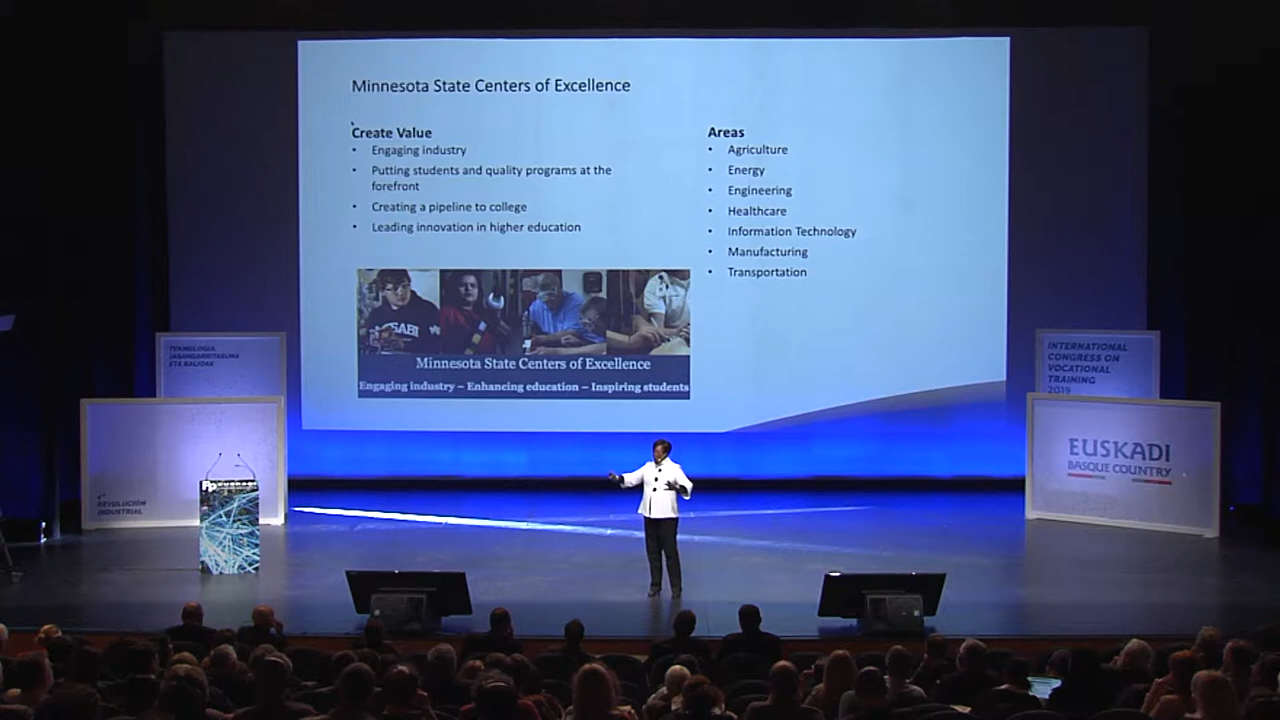 Minnesota State Centers of Excellence
Create Value
• Engaging industry
• Putting students and quality programs at the
forefront
• Creating a pipeline to college
• Leading innovation in higher education
Areas
• Agriculture
• Energy
• Engineering
• Healthcare
• Information Technology
• Manufacturing
• Transportation
Minnesota State Centers of Excellence
Engaging industry – Enhancing education – Inspiring students
TEKNOLOGIA,
JASANGARRITASUNA
ETA BALIOAK
4ª
REVOLUCIÓN
INDUSTRIAL
INTERNATIONAL
CONGRESS ON
VOCATIONAL
TRAINING
2019
EUSKADI
BASQUE COUNTRY